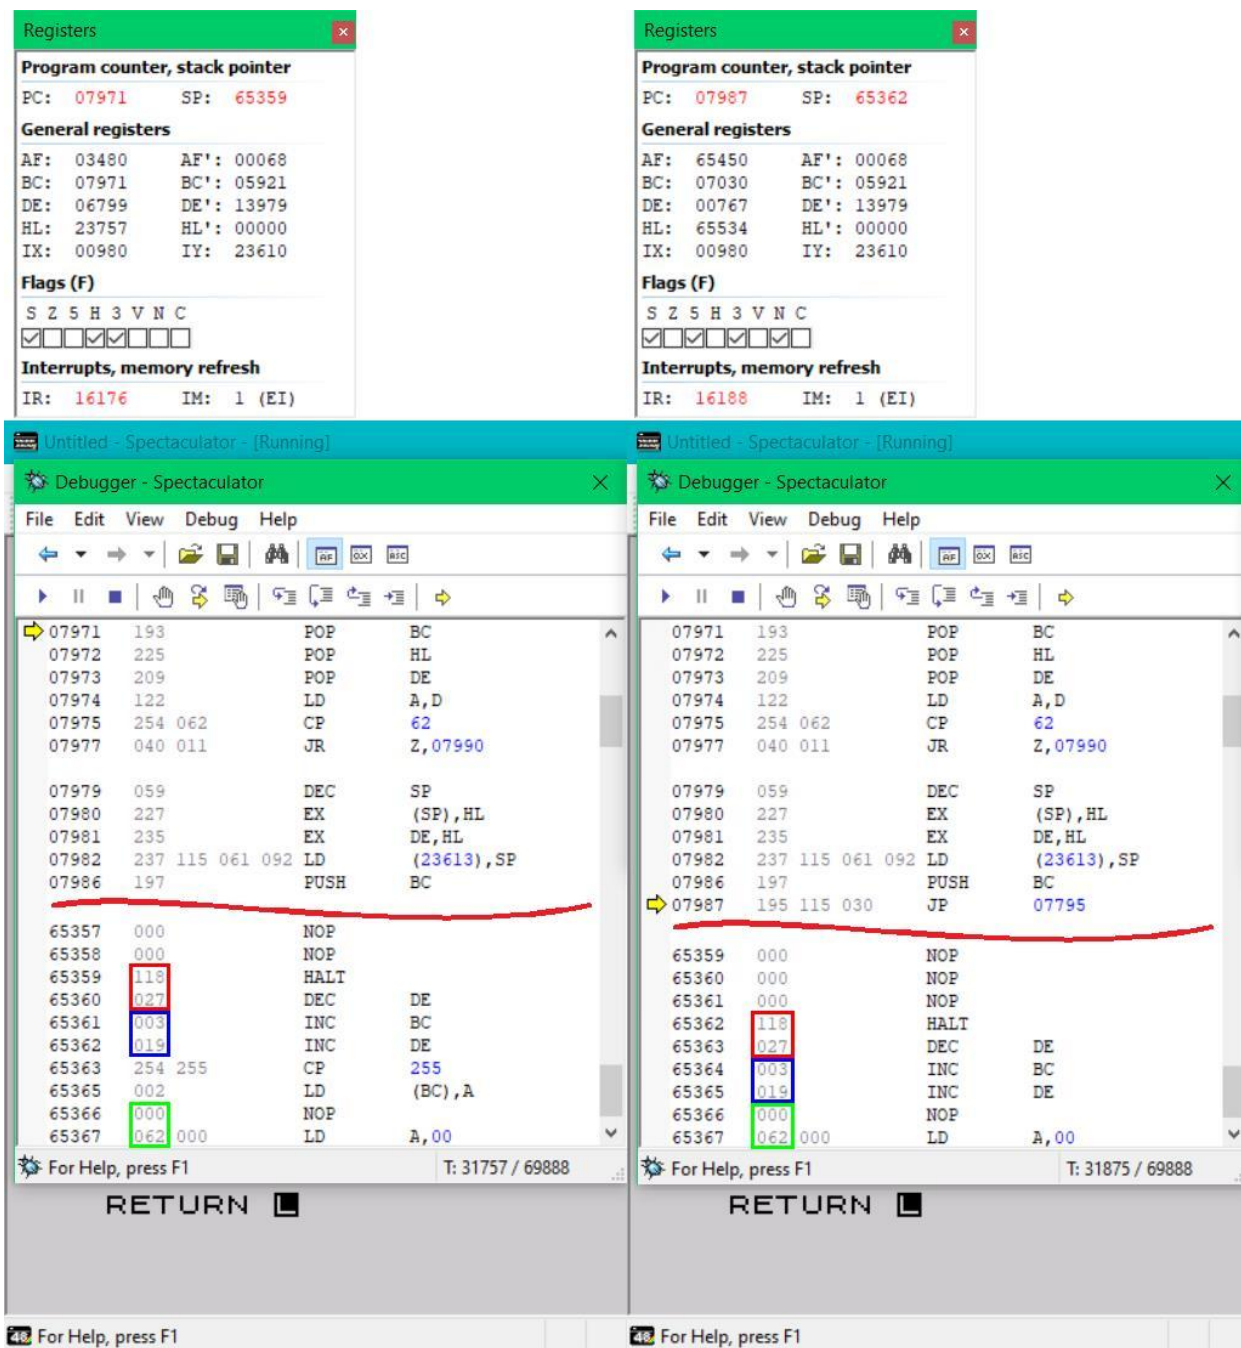 Registers
Program counter, stack pointer
PC: 07971 SP: 65359
General registers
AF: 03480 AF': 00068
BC: 07971 BC': 05921
DE: 06799 DE': 13979
HL: 23757 HL': 00000
IX: 00980 IY: 23610
Flags (F)
S Z 5 H 3 V N C
Interrupts, memory refresh
IR: 16176 IM: 1 (EI)
Untitled - Spectaculator - [Running]
Debugger - Spectaculator
File Edit View Debug Help
AF 0X ASC
07971 193 POP BC
07972 225 POP HL
07973 209 POP DE
07974 122 LD A,D
07975 254 062 CP 62
07977 040 011 JR Z,07990
07979 059 DEC SP
07980 227 EX (SP),HL
07981 235 EX DE,HL
07982 237 115 061 092 LD (23613),SP
07986 197 PUSH BC
65357 000 NOP
65358 000 NOP
65359 118 HALT
65360 027 DEC DE
65361 003 INC BC
65362 019 INC DE
65363 254 255 CP 255
65365 002 LD (BC),A
65366 000 NOP
65367 062 000 LD A,00
For Help, press F1 T: 31757 / 69888
RETURN L
48 For Help, press F1
Registers
Program counter, stack pointer
PC: 07987 SP: 65362
General registers
AF: 65450 AF': 00068
BC: 07030 BC': 05921
DE: 00767 DE': 13979
HL: 65534 HL': 00000
IX: 00980 IY: 23610
Flags (F)
S Z 5 H 3 V N C
Interrupts, memory refresh
IR: 16188 IM: 1 (EI)
Untitled - Spectaculator - [Running]
Debugger - Spectaculator
File Edit View Debug Help
AF 0X ASC
07971 193 POP BC
07972 225 POP HL
07973 209 POP DE
07974 122 LD A,D
07975 254 062 CP 62
07977 040 011 JR Z,07990
07979 059 DEC SP
07980 227 EX (SP),HL
07981 235 EX DE,HL
07982 237 115 061 092 LD (23613),SP
07986 197 PUSH BC
07987 195 115 030 JP 07795
65359 000 NOP
65360 000 NOP
65361 000 NOP
65362 118 HALT
65363 027 DEC DE
65364 003 INC BC
65365 019 INC DE
65366 000 NOP
65367 062 000 LD A,00
For Help, press F1 T: 31875 / 69888
RETURN L
48 For Help, press F1